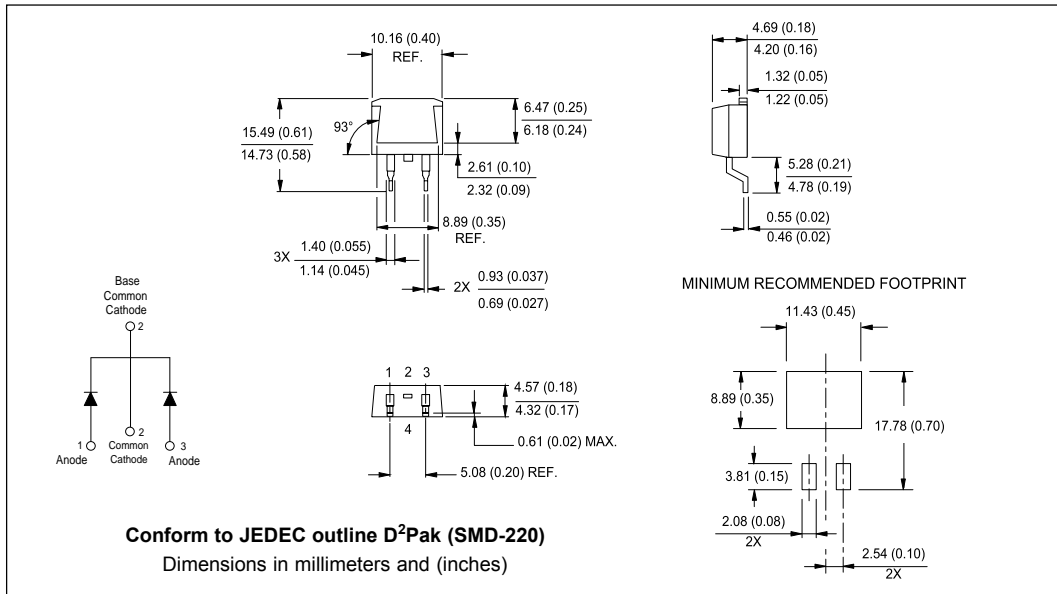 10.16 (0.40)
REF.
93°
15.49 (0.61)
14.73 (0.58)
6.47 (0.25)
6.18 (0.24)
2.61 (0.10)
2.32 (0.09)
8.89 (0.35)
REF.
3X
1.40 (0.055)
1.14 (0.045)
2X
0.93 (0.037)
0.69 (0.027)
4.69 (0.18)
4.20 (0.16)
1.32 (0.05)
1.22 (0.05)
5.28 (0.21)
4.78 (0.19)
0.55 (0.02)
0.46 (0.02)
Base
Common
Cathode
2
1
Anode
2
Common
Cathode
3
Anode
1 2 3
4
4.57 (0.18)
4.32 (0.17)
0.61 (0.02) MAX.
5.08 (0.20) REF.
MINIMUM RECOMMENDED FOOTPRINT
11.43 (0.45)
8.89 (0.35)
17.78 (0.70)
3.81 (0.15)
2.08 (0.08)
2X
2.54 (0.10)
2X
Conform to JEDEC outline D²Pak (SMD-220)
Dimensions in millimeters and (inches)